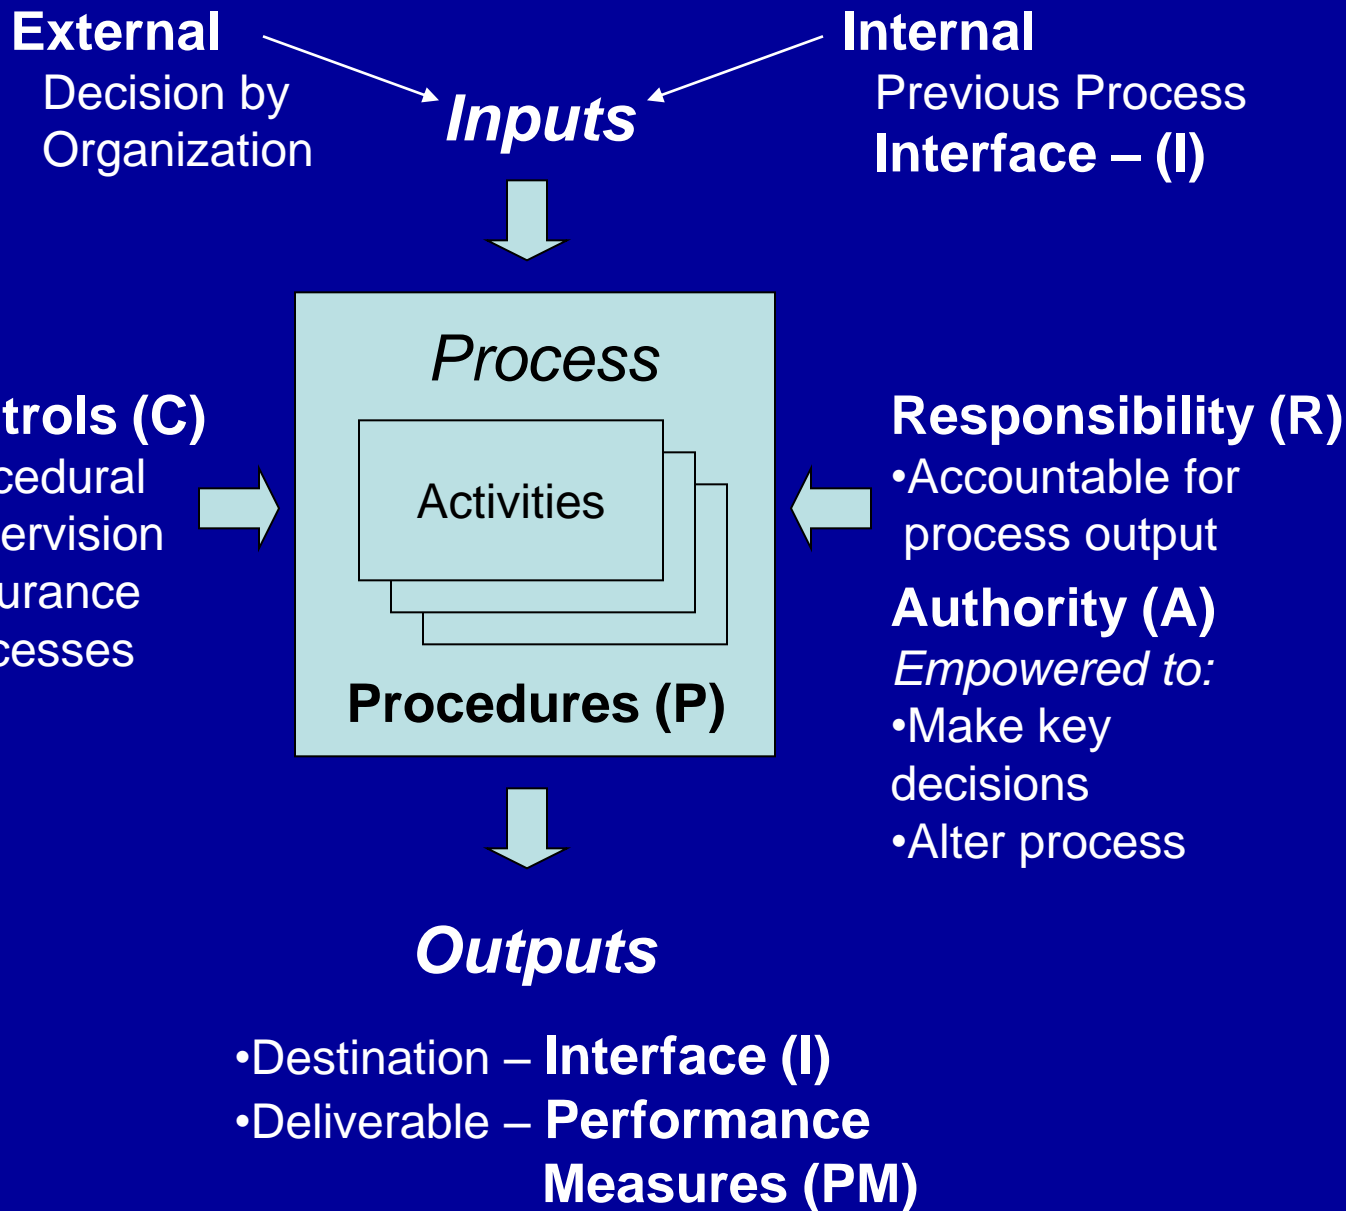 External
Decision by
Organization
Inputs
Internal
Previous Process
Interface – (I)
Process
Activities
Procedures (P)
trols (C)
cedural
ervision
urance
cesses
Responsibility (R)
•Accountable for
process output
Authority (A)
Empowered to:
•Make key
decisions
•Alter process
Outputs
•Destination – Interface (I)
•Deliverable – Performance
Measures (PM)